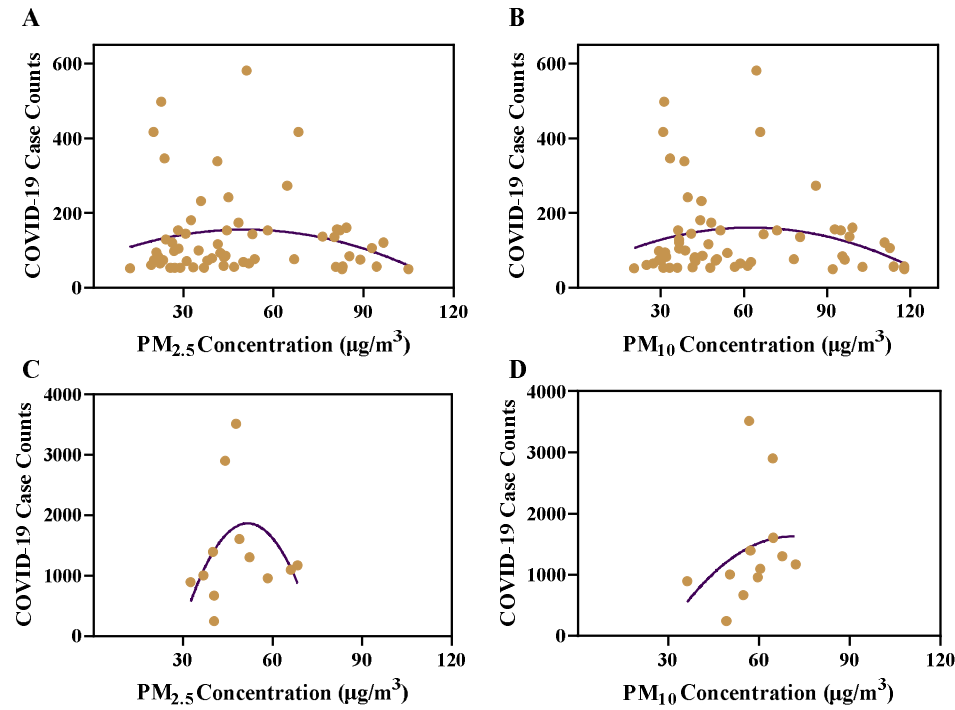 A
COVID-19 Case Counts
600
400
200
0
30
60
90
120
PM2.5 Concentration (μg/m3)
B
COVID-19 Case Counts
600
400
200
0
30
60
90
120
PM10 Concentration (μg/m3)
C
COVID-19 Case Counts
4000
3000
2000
1000
0
30
60
90
120
PM2.5 Concentration (μg/m3)
D
COVID-19 Case Counts
4000
3000
2000
1000
0
30
60
90
120
PM10 Concentration (μg/m3)